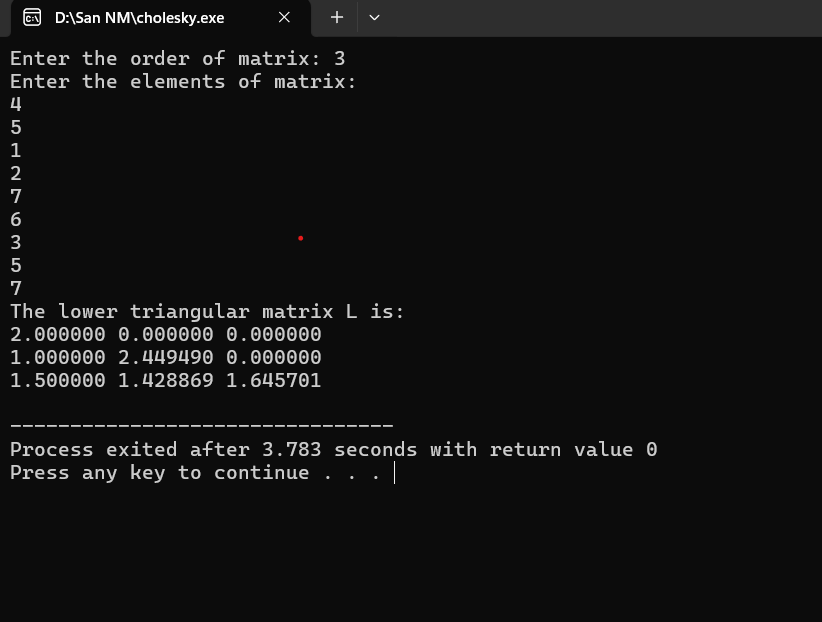 D:\San NM\cholesky.exe
Enter the order of matrix: 3
Enter the elements of matrix:
4
5
1
2
7
6
3
5
7
The lower triangular matrix L is:
2.000000 0.000000 0.000000
1.000000 2.449490 0.000000
1.500000 1.428869 1.645701
--------------------------------
Process exited after 3.783 seconds with return value 0
Press any key to continue . . .